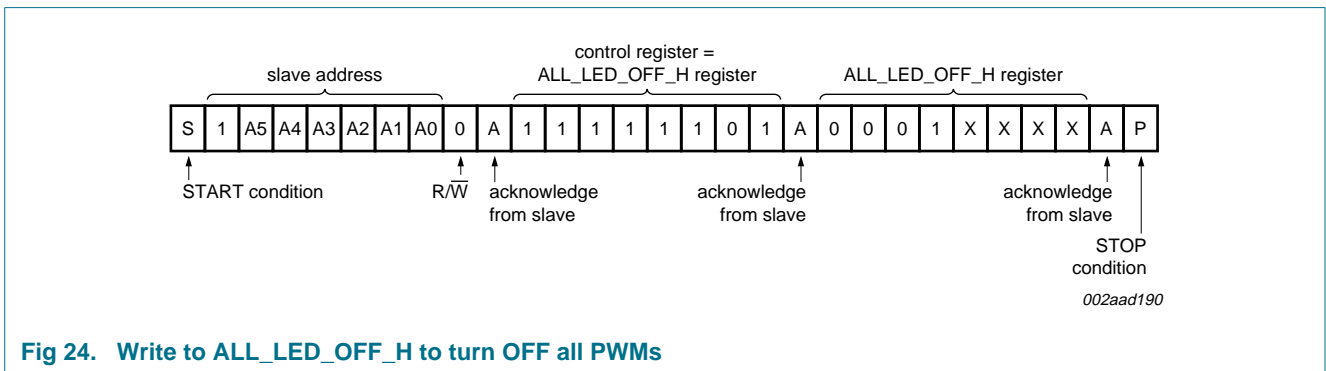 control register =
slave address
ALL_LED_OFF_H register
ALL_LED_OFF_H register
S 1 A5 A4 A3 A2 A1 A0 0 A 1 1 1 1 1 1 0 1 A 0 0 0 1 X X X X A P
START condition
R/W̅
acknowledge
from slave
acknowledge
from slave
acknowledge
from slave
STOP
condition
002aad190
Fig 24. Write to ALL_LED_OFF_H to turn OFF all PWMs